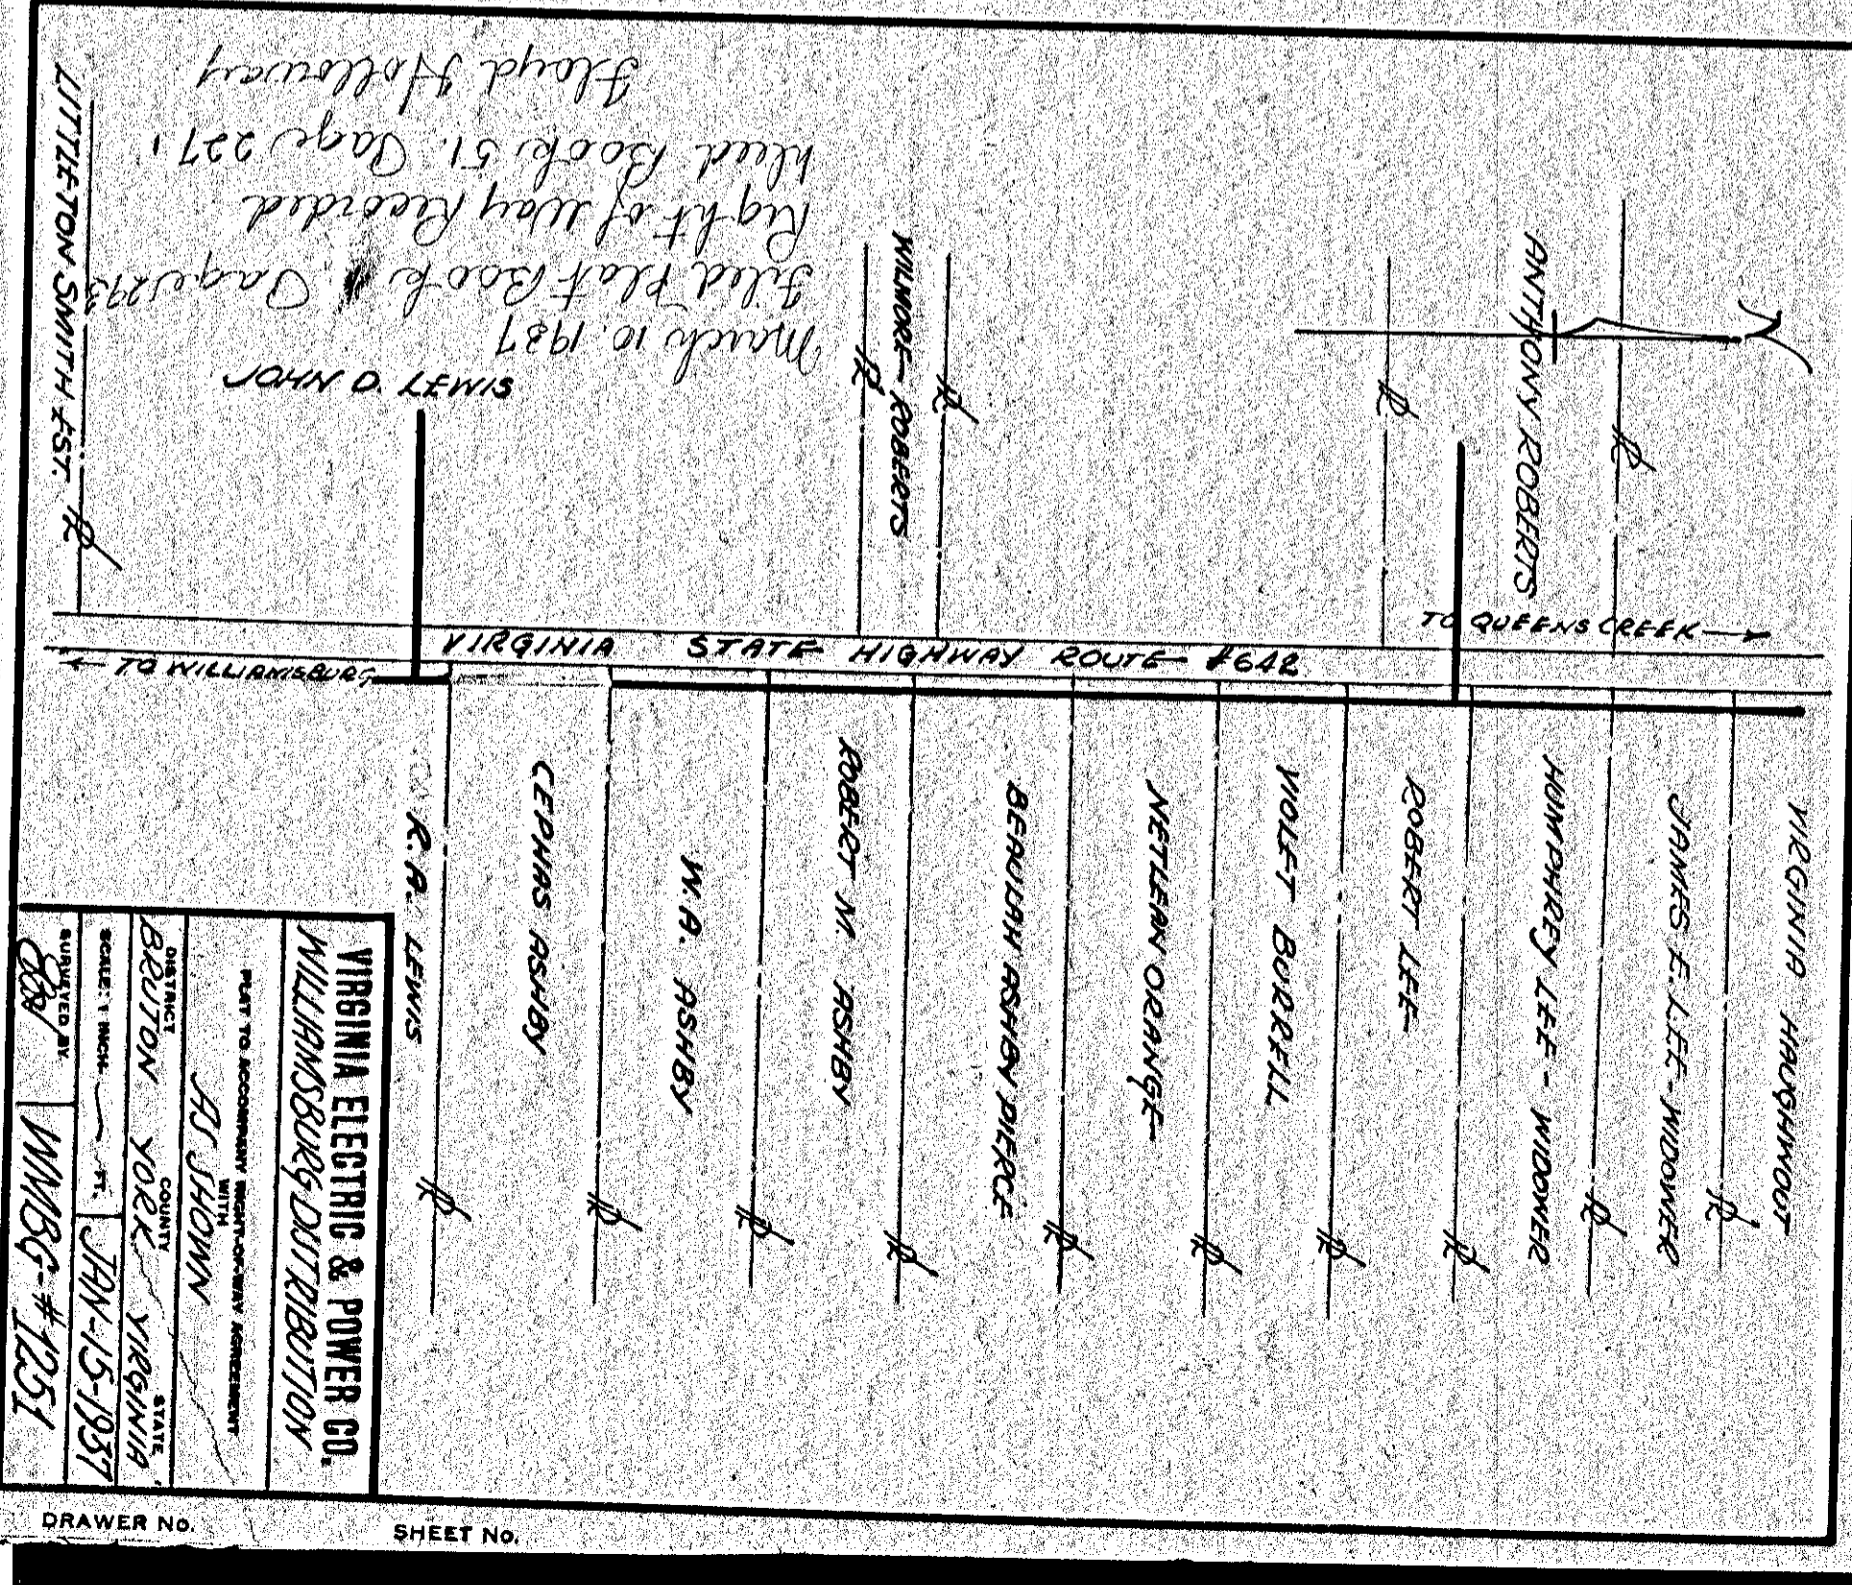 LITTLETON SMITH EST.
March 10, 1937
Filed Plat Book Page 293
Right of Way Recorded
Deed Book 51. Page 227.
Floyd Holloway
JOHN D. LEWIS
WILMORE ROBERTS
ANTHONY ROBERTS
TO QUEENS CREEK
VIRGINIA STATE HIGHWAY ROUTE #642
TO WILLIAMSBURG
R.A. LEWIS
CEPHAS ASHBY
W.A. ASHBY
ROBERT M. ASHBY
BEAULAH ASHBY PIERCE
NETLEAN ORANGE
VIOLET BURRELL
ROBERT LEE
HUMPHREY LEE - WIDOWER
JAMES E. LEE - WIDOWER
VIRGINIA HAUGHWOUT
VIRGINIA ELECTRIC & POWER CO.
WILLIAMSBURG DISTRIBUTION
PLAT TO ACCOMPANY RIGHT-OF-WAY AGREEMENT
WITH
AS SHOWN
DISTRICT COUNTY STATE
BRUTON YORK VIRGINIA
SCALE: 1 INCH FT. JAN-15-1937
SURVEYED BY
WMBG-#1251
DRAWER No.
SHEET No.